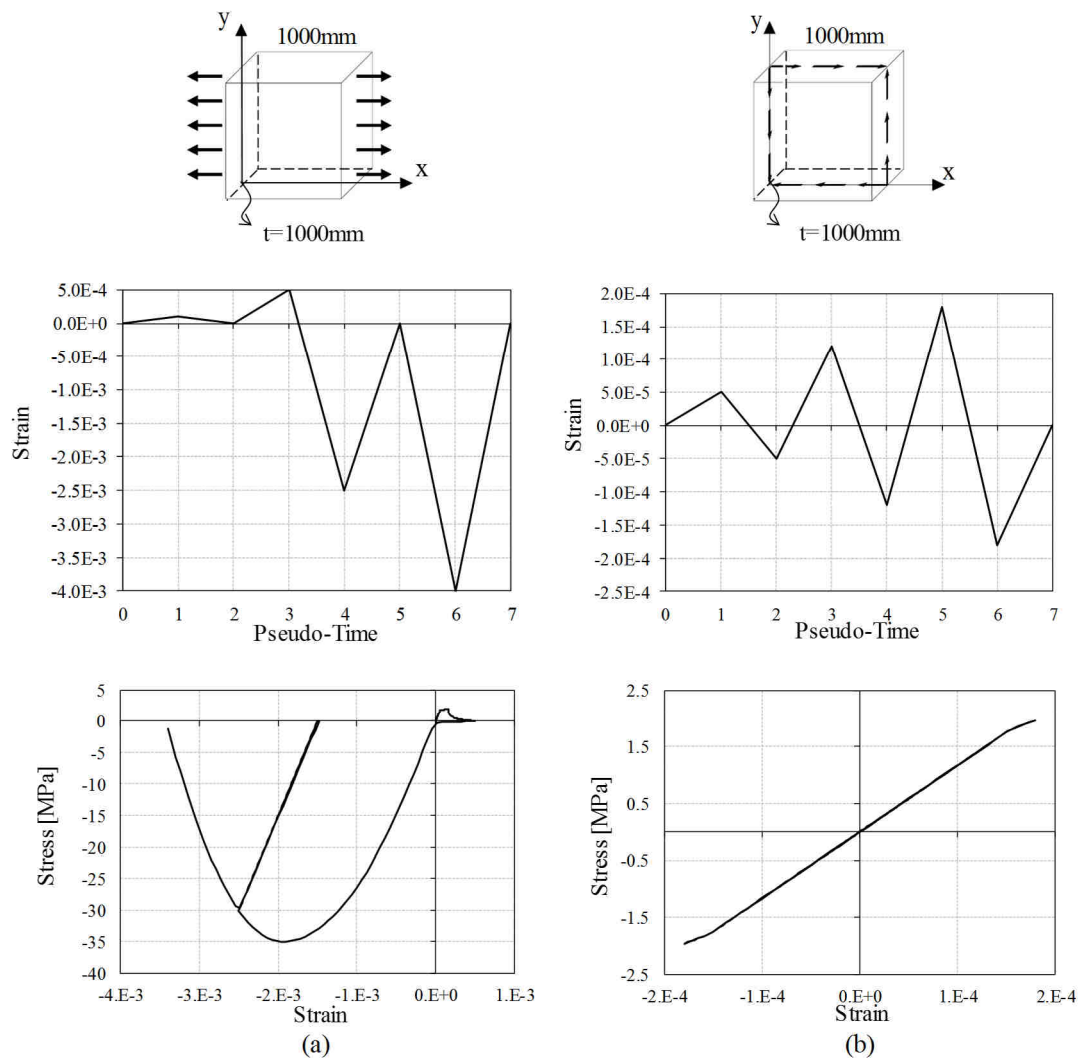 y
1000mm
x
t=1000mm
y
1000mm
x
t=1000mm
5.0E-4
0.0E+0
-5.0E-4
-1.0E-3
-1.5E-3
-2.0E-3
-2.5E-3
-3.0E-3
-3.5E-3
-4.0E-3
Strain
0 1 2 3 4 5 6 7
Pseudo-Time
2.0E-4
1.5E-4
1.0E-4
5.0E-5
0.0E+0
-5.0E-5
-1.0E-4
-1.5E-4
-2.0E-4
-2.5E-4
Strain
0 1 2 3 4 5 6 7
Pseudo-Time
5
0
-5
-10
-15
-20
-25
-30
-35
-40
Stress [MPa]
-4.E-3 -3.E-3 -2.E-3 -1.E-3 0.E+0 1.E-3
Strain
(a)
2.5
1.5
0.5
-0.5
-1.5
-2.5
Stress [MPa]
-2.E-4 -1.E-4 0.E+0 1.E-4 2.E-4
Strain
(b)